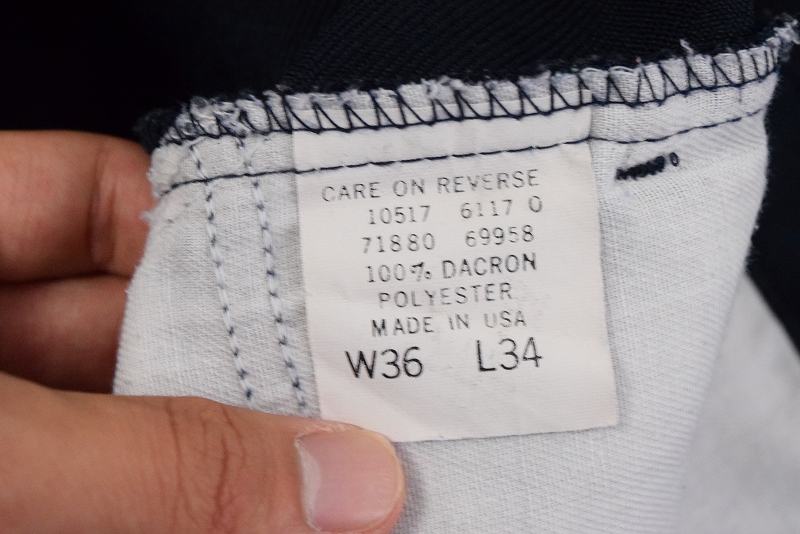 CARE ON REVERSE
10517 6117 0
71880 69958
100% DACRON
POLYESTER
MADE IN USA
W36 L34